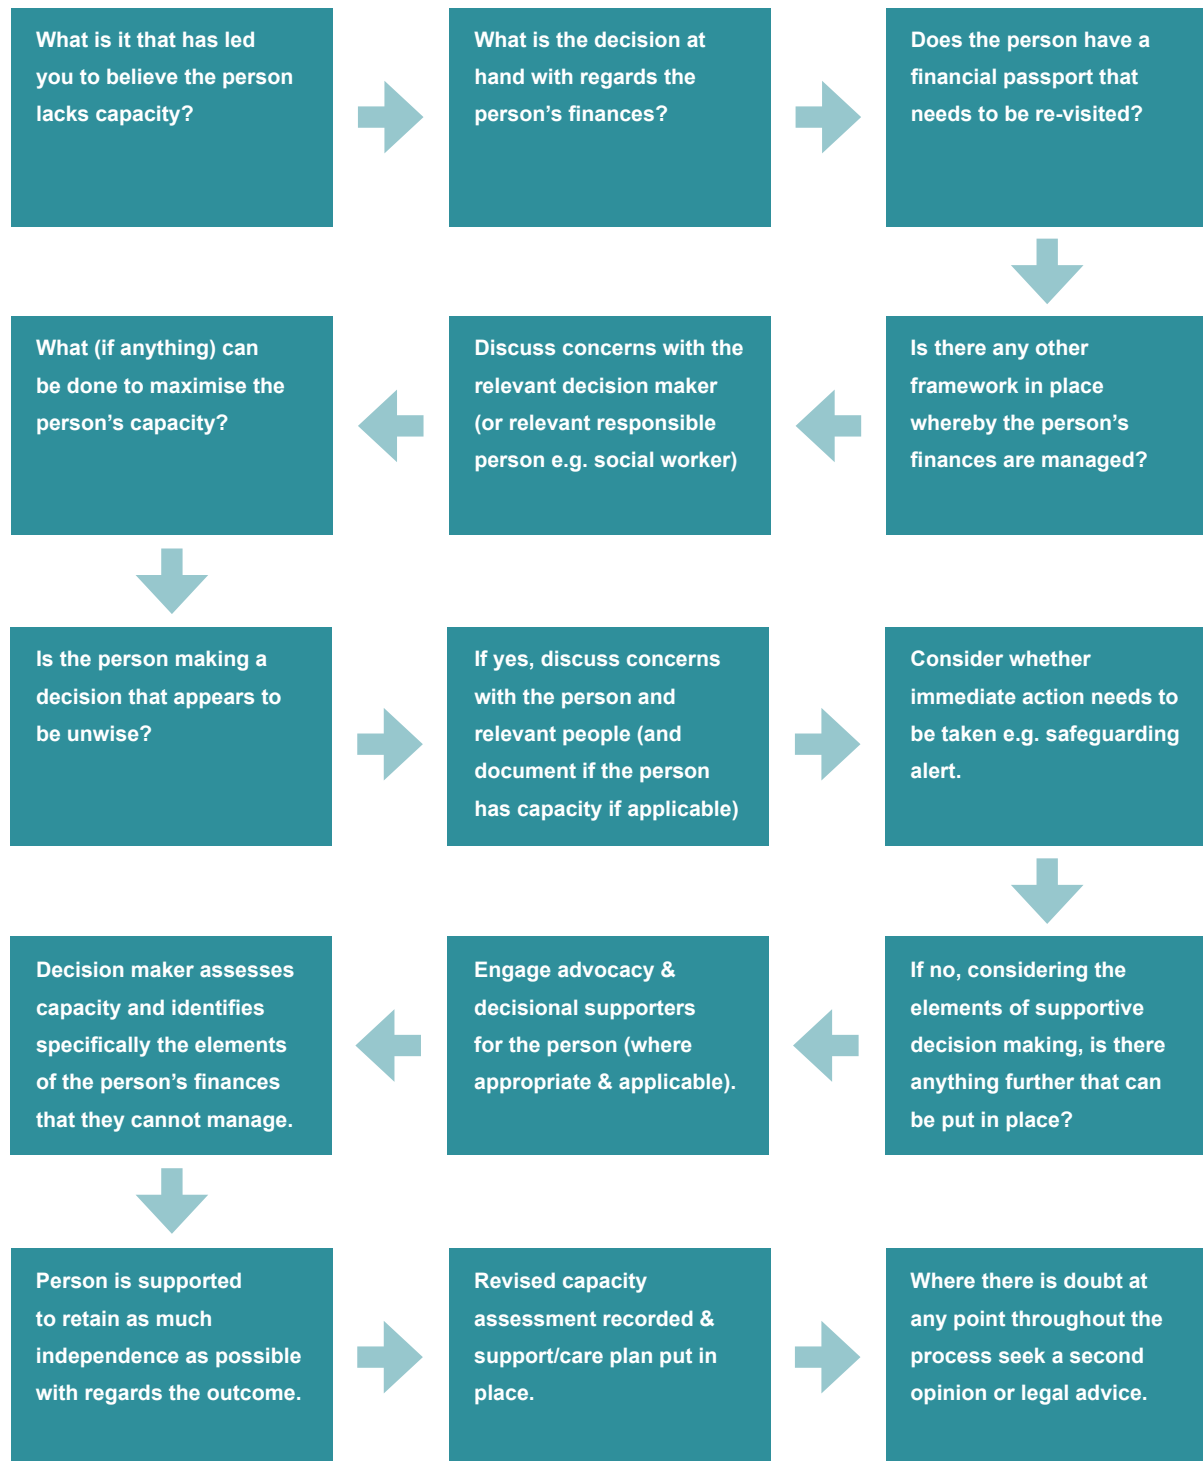 What is it that has led
you to believe the person
lacks capacity?
What is the decision at
hand with regards the
person's finances?
Does the person have a
financial passport that
needs to be re-visited?
Is there any other
framework in place
whereby the person's
finances are managed?
Discuss concerns with the
relevant decision maker
(or relevant responsible
person e.g. social worker)
What (if anything) can
be done to maximise the
person's capacity?
Is the person making a
decision that appears to
be unwise?
If yes, discuss concerns
with the person and
relevant people (and
document if the person
has capacity if applicable)
Consider whether
immediate action needs to
be taken e.g. safeguarding
alert.
If no, considering the
elements of supportive
decision making, is there
anything further that can
be put in place?
Engage advocacy &
decisional supporters
for the person (where
appropriate & applicable).
Decision maker assesses
capacity and identifies
specifically the elements
of the person's finances
that they cannot manage.
Person is supported
to retain as much
independence as possible
with regards the outcome.
Revised capacity
assessment recorded &
support/care plan put in
place.
Where there is doubt at
any point throughout the
process seek a second
opinion or legal advice.